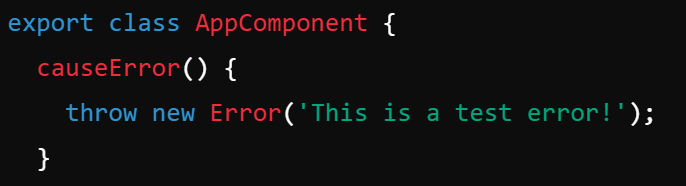 export class AppComponent {
  causeError() {
    throw new Error('This is a test error!');
  }